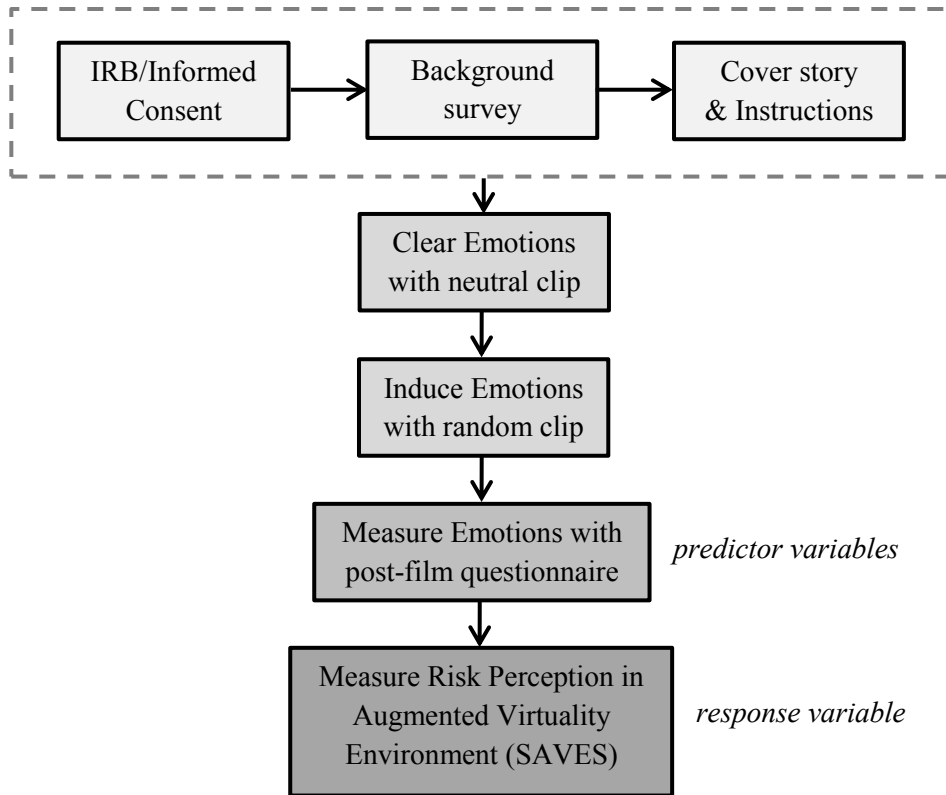 IRB/Informed
Consent
Background
survey
Cover story
& Instructions
Clear Emotions
with neutral clip
Induce Emotions
with random clip
Measure Emotions with
post-film questionnaire
predictor variables
Measure Risk Perception in
Augmented Virtuality
Environment (SAVES)
response variable